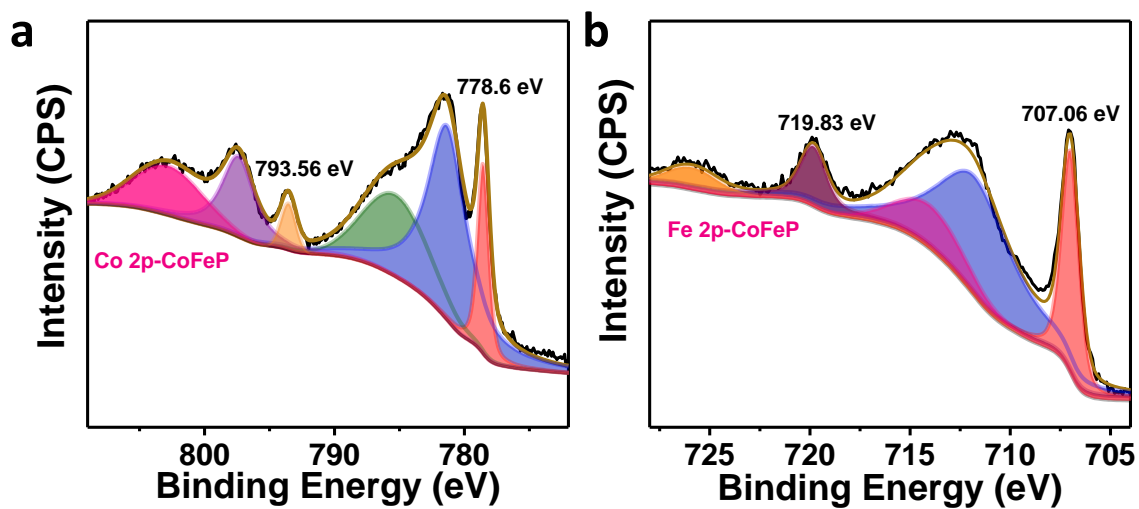 a
778.6 eV
793.56 eV
Co 2p-CoFeP
Intensity (CPS)
800
790
780
Binding Energy (eV)
b
707.06 eV
719.83 eV
Fe 2p-CoFeP
Intensity (CPS)
725
720
715
710
705
Binding Energy (eV)